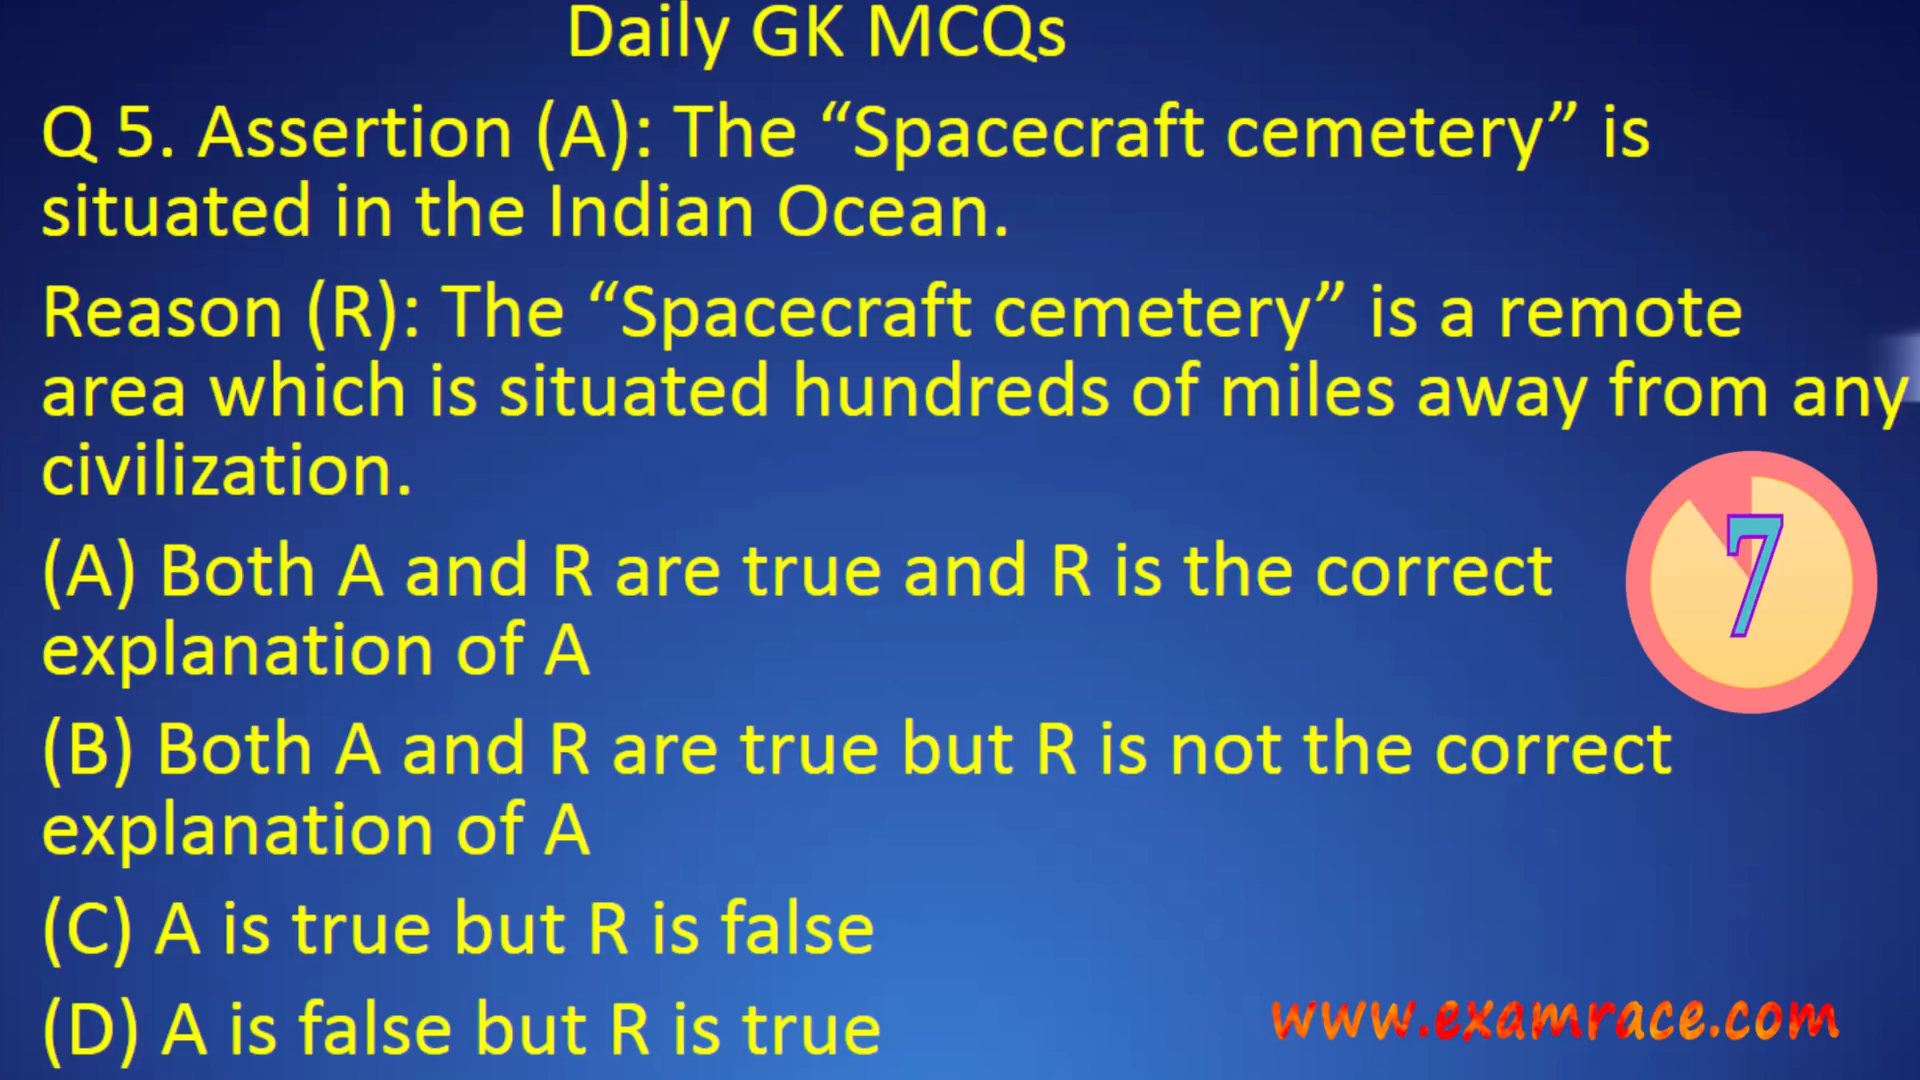 Daily GK MCQs
Q 5. Assertion (A): The “Spacecraft cemetery” is
situated in the Indian Ocean.
Reason (R): The “Spacecraft cemetery” is a remote
area which is situated hundreds of miles away from any
civilization.
(A) Both A and R are true and R is the correct
explanation of A
7
(B) Both A and R are true but R is not the correct
explanation of A
(C) A is true but R is false
(D) A is false but R is true
www.examrace.com